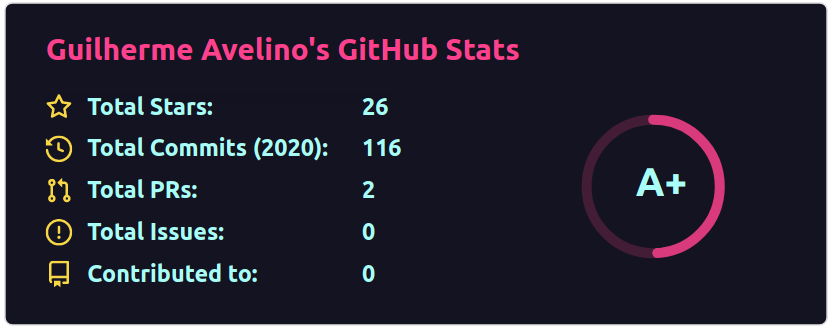 Guilherme Avelino's GitHub Stats
Total Stars: 26
Total Commits (2020): 116
Total PRs: 2
Total Issues: 0
Contributed to: 0
A+